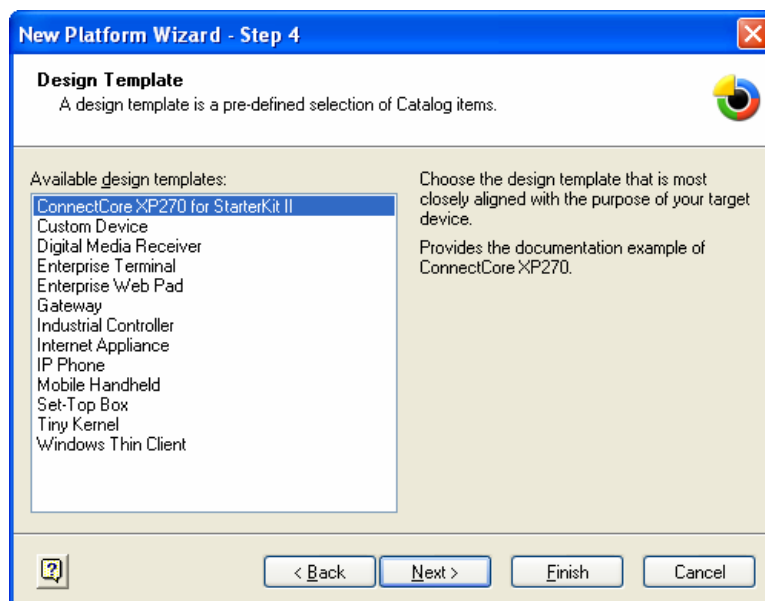 New Platform Wizard - Step 4
Design Template
A design template is a pre-defined selection of Catalog items.
Available design templates:
ConnectCore XP270 for StarterKit II
Custom Device
Digital Media Receiver
Enterprise Terminal
Enterprise Web Pad
Gateway
Industrial Controller
Internet Appliance
IP Phone
Mobile Handheld
Set-Top Box
Tiny Kernel
Windows Thin Client
Choose the design template that is most
closely aligned with the purpose of your target
device.
Provides the documentation example of
ConnectCore XP270.
?
< Back
Next >
Finish
Cancel